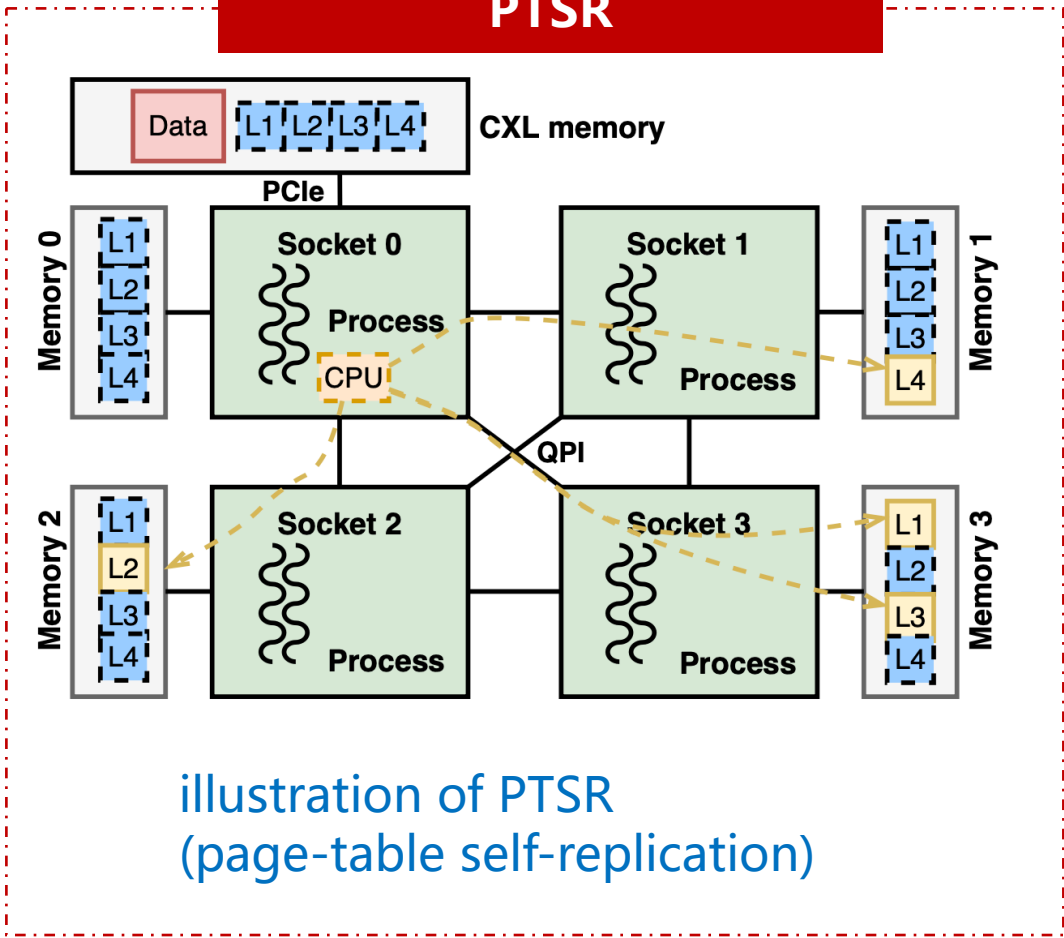 PTSR
Data
L1
L2
L3
L4
CXL memory
PCIe
Memory 0
L1
L2
L3
L4
Socket 0
Process
CPU
Socket 1
Process
L1
L2
L3
L4
Memory 1
QPI
Memory 2
L1
L2
L3
L4
Socket 2
Process
Socket 3
Process
L1
L2
L3
L4
Memory 3
illustration of PTSR
(page-table self-replication)